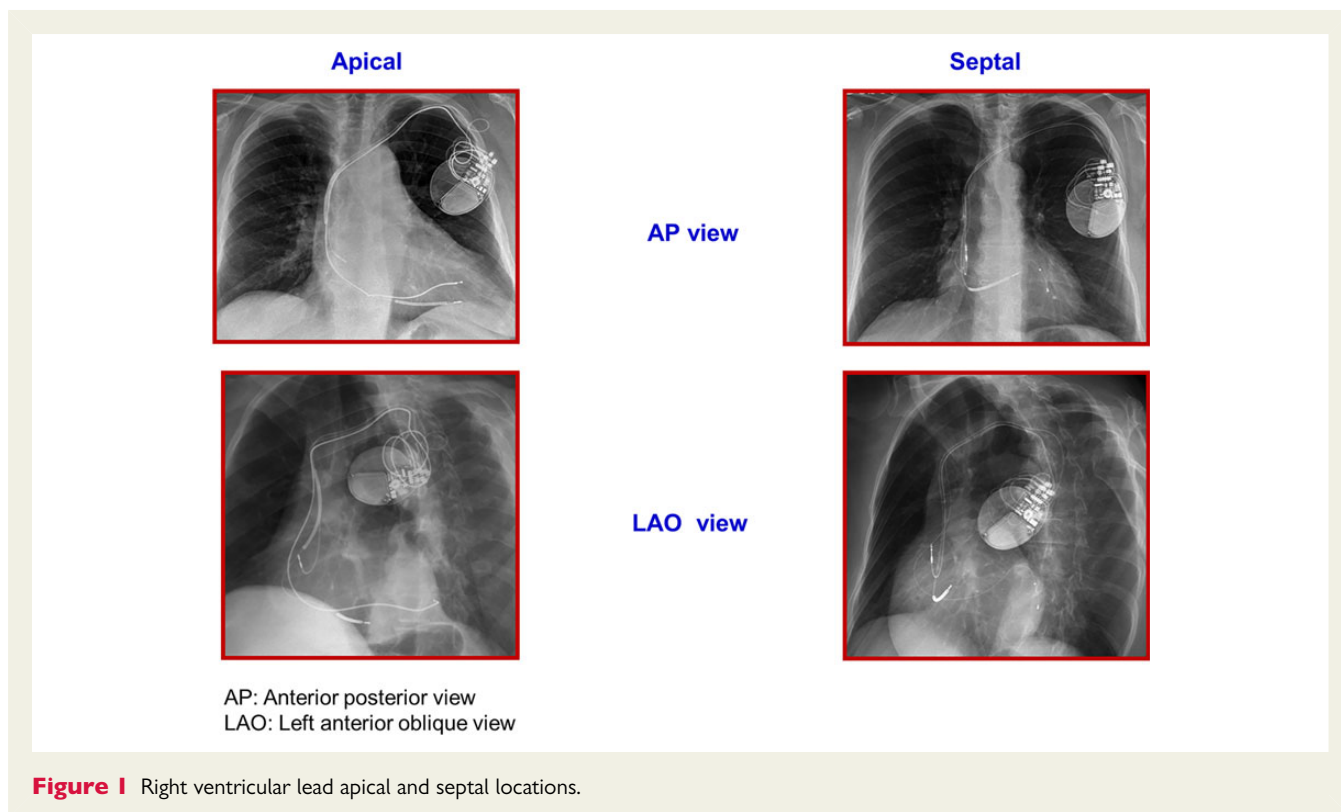 Apical
Septal
AP view
LAO view
AP: Anterior posterior view
LAO: Left anterior oblique view
Figure 1 Right ventricular lead apical and septal locations.